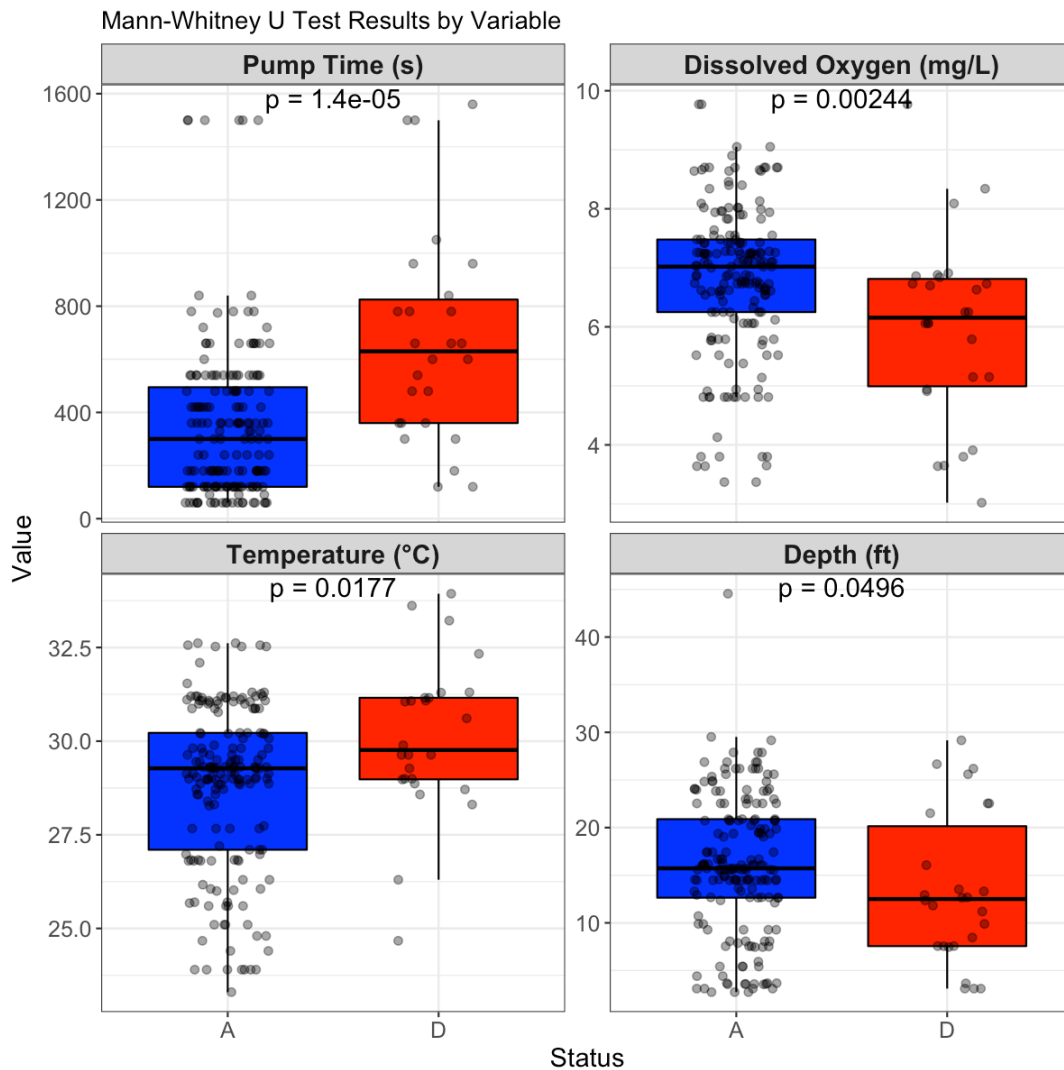 Mann-Whitney U Test Results by Variable
Pump Time (s)
Dissolved Oxygen (mg/L)
p = 1.4e-05
p = 0.00244
1600
1200
800
400
0
10
8
6
4
Temperature (°C)
Depth (ft)
p = 0.0177
p = 0.0496
32.5
30.0
27.5
25.0
40
30
20
10
A
D
A
D
Value
Status